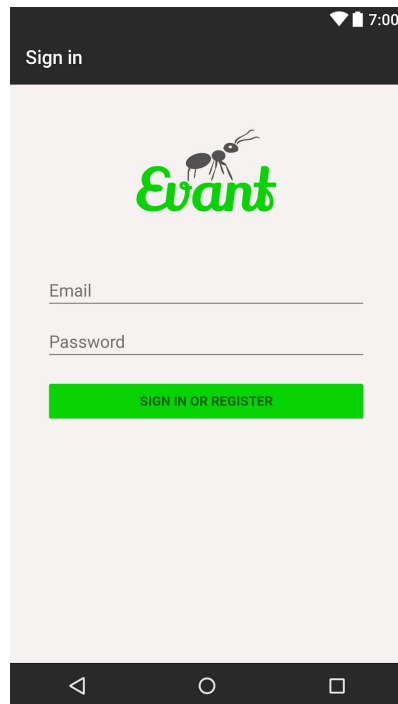 7:00
Sign in
Evant
Email
Password
SIGN IN OR REGISTER